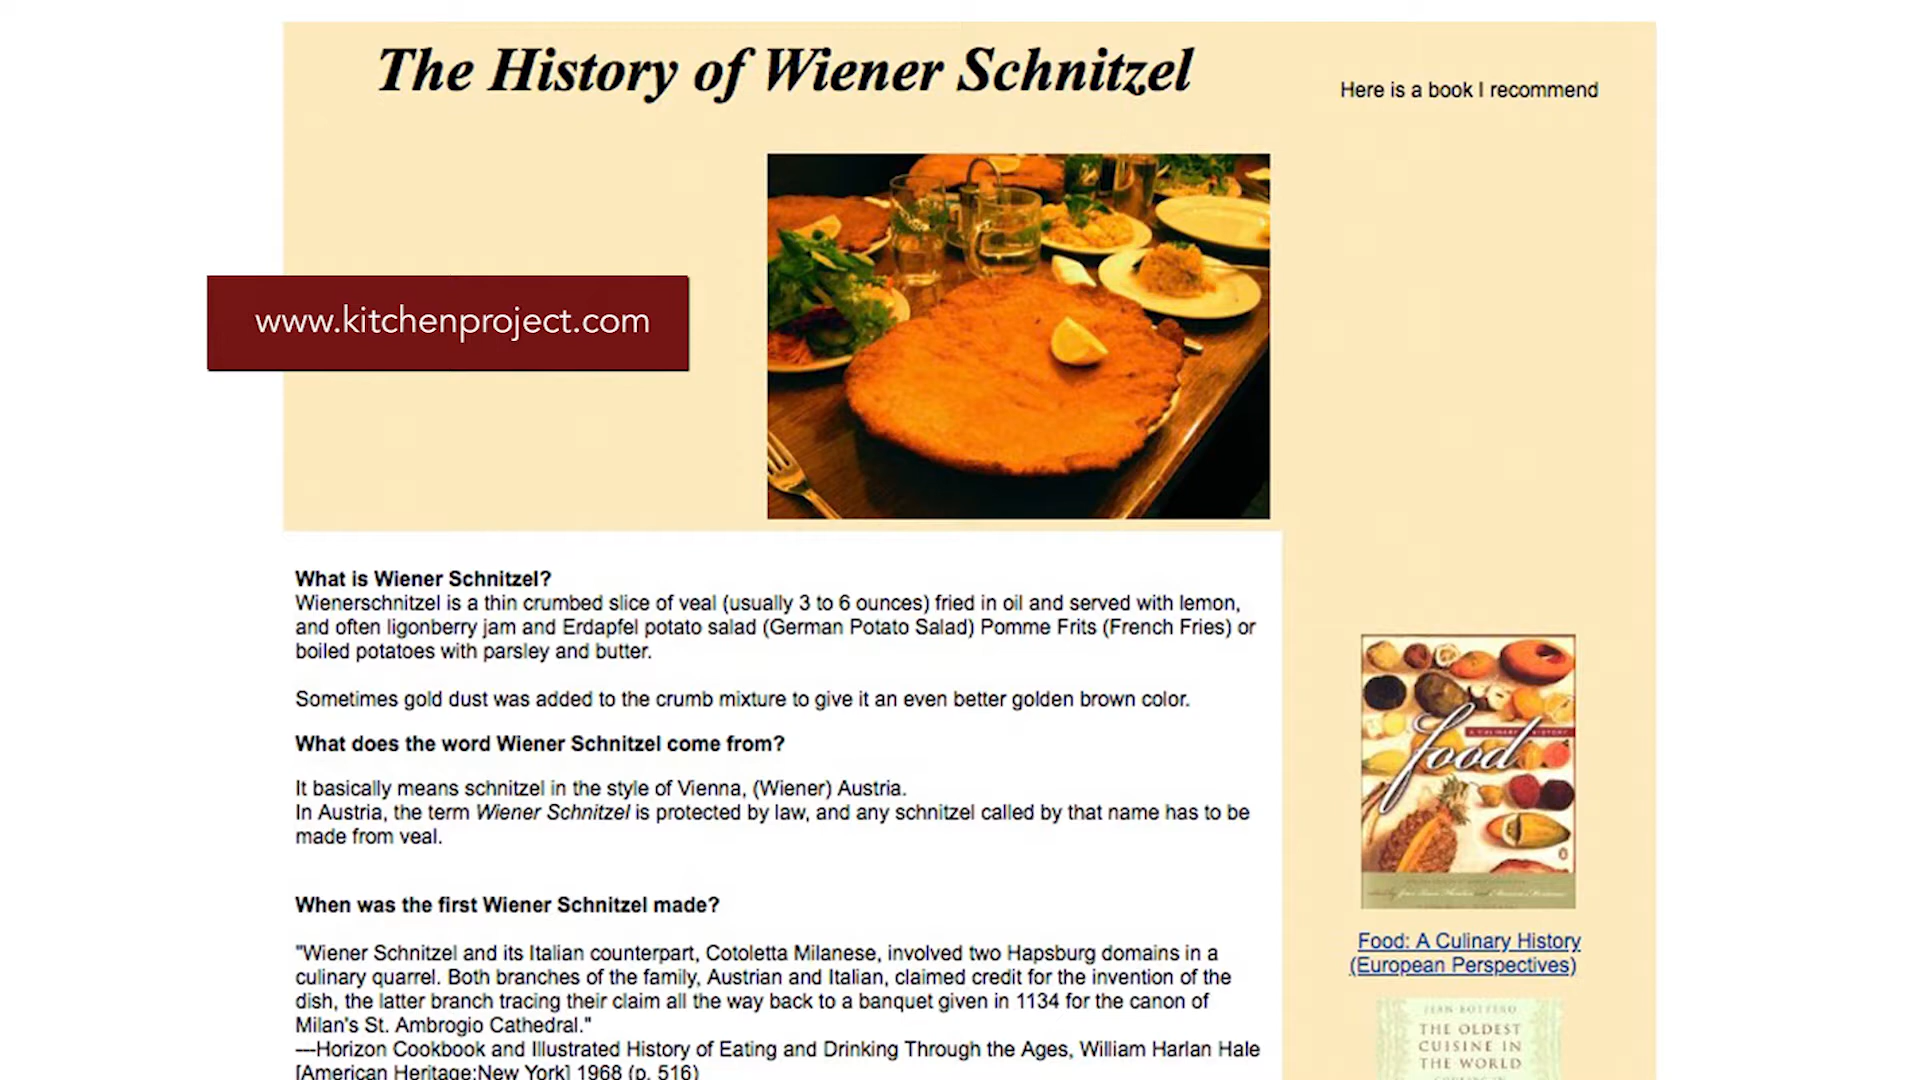 The History of Wiener Schnitzel
Here is a book I recommend
www.kitchenproject.com
What is Wiener Schnitzel?
Wienerschnitzel is a thin crumbed slice of veal (usually 3 to 6 ounces) fried in oil and served with lemon,
and often ligonberry jam and Erdapfel potato salad (German Potato Salad) Pomme Frits (French Fries) or
boiled potatoes with parsley and butter.
Sometimes gold dust was added to the crumb mixture to give it an even better golden brown color.
What does the word Wiener Schnitzel come from?
It basically means schnitzel in the style of Vienna, (Wiener) Austria.
In Austria, the term Wiener Schnitzel is protected by law, and any schnitzel called by that name has to be
made from veal.
When was the first Wiener Schnitzel made?
"Wiener Schnitzel and its Italian counterpart, Cotoletta Milanese, involved two Hapsburg domains in a
culinary quarrel. Both branches of the family, Austrian and Italian, claimed credit for the invention of the
dish, the latter branch tracing their claim all the way back to a banquet given in 1134 for the canon of
Milan's St. Ambrogio Cathedral."
---Horizon Cookbook and Illustrated History of Eating and Drinking Through the Ages, William Harlan Hale
[American Heritage:New York] 1968 (p. 516)
food
A CULINARY HISTORY
Food: A Culinary History
(European Perspectives)
JEAN BOTTÉRO
THE OLDEST
CUISINE IN
THE WORLD